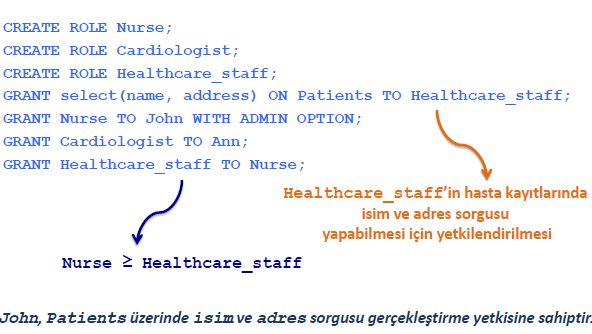 CREATE ROLE Nurse;
CREATE ROLE Cardiologist;
CREATE ROLE Healthcare_staff;
GRANT select(name, address) ON Patients TO Healthcare_staff;
GRANT Nurse TO John WITH ADMIN OPTION;
GRANT Cardiologist TO Ann;
GRANT Healthcare_staff TO Nurse;
Healthcare_staff'in hasta kayıtlarında
isim ve adres sorgusu
yapabilmesi için yetkilendirilmesi
Nurse ≥ Healthcare_staff
John, Patients üzerinde isim ve adres sorgusu gerçekleştirme yetkisine sahiptir.